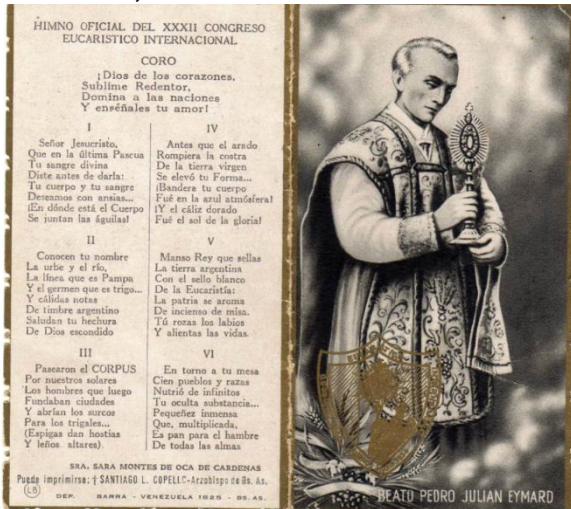 HIMNO OFICIAL DEL XXXII CONGRESO
EUCARISTICO INTERNACIONAL
CORO
¡Dios de los corazones,
Sublime Redentor,
Domina a las naciones
Y enséñales tu amor!
I
Señor Jesucristo,
Que en la última Pascua
Tu sangre divina
Diste antes de darla:
Tu cuerpo y tu sangre
Deseamos con ansias...
¡En dónde está el Cuerpo
Se juntan las águilas!
II
Conocen tu nombre
La urbe y el río,
La línea que es Pampa
Y el germen que es trigo...
Y cálidas notas
De timbre argentino
Saludan tu hechura
De Dios escondido
III
Pasearon el CORPUS
Por nuestros solares
Los hombres que luego
Fundaban ciudades
Y abrían los surcos
Para los trigales...
(Espigas dan hostias
Y leños altares)
IV
Antes que el arado
Rompiera la costra
De la tierra virgen
Se elevó tu Forma...
¡Bandera tu cuerpo
Fué en la azul atmósfera!
¡Y el cáliz dorado
Fué el sol de la gloria!
V
Manso Rey que sellas
La tierra argentina
Con el sello blanco
De la Eucaristía:
La patria se aroma
De incienso de misa.
Tú rozas los labios
Y alientas las vidas.
VI
En torno a tu mesa
Cien pueblos y razas
Nutrió de infinitos
Tu oculta substancia...
Pequeñez inmensa
Que, multiplicada,
Es pan para el hambre
De todas las almas
SRA. SARA MONTES DE OCA DE CARDENAS
Puede imprimirse: † SANTIAGO L. COPELLO-Arzobispo de Bs. As.
LB
DEP. BARRA - VENEZUELA 1825 - BS. AS.
BEATO PEDRO JULIAN EYMARD